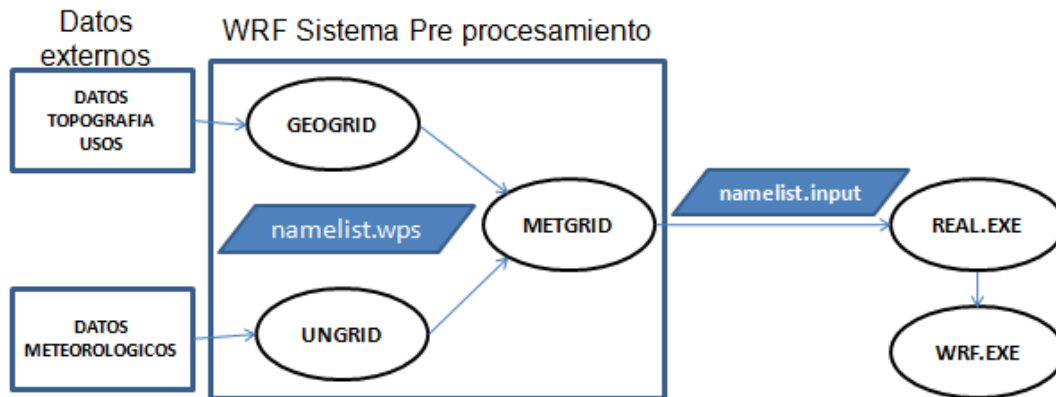 Datos
externos
WRF Sistema Pre procesamiento
DATOS
TOPOGRAFIA
USOS
GEOGRID
namelist.wps
METGRID
namelist.input
REAL.EXE
DATOS
METEOROLOGICOS
UNGRID
WRF.EXE